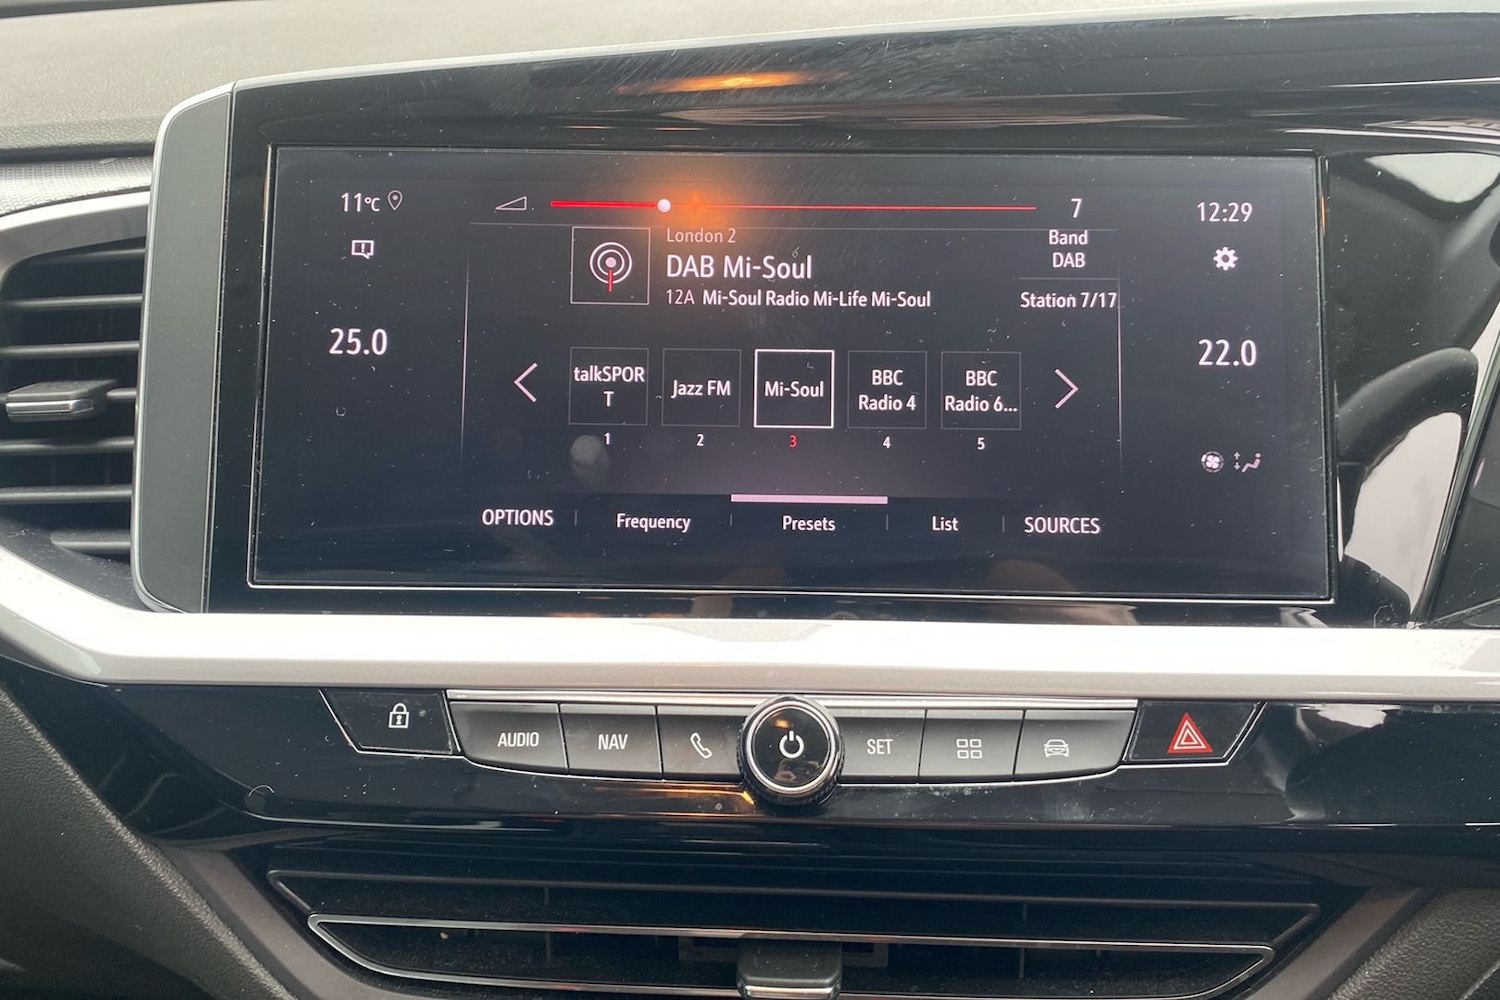 11°C
7
12:29
London 2
Band
DAB
DAB Mi-Soul
12A Mi-Soul Radio Mi-Life Mi-Soul
Station 7/17
25.0
22.0
talkSPOR
T
Jazz FM
Mi-Soul
BBC
Radio 4
BBC
Radio 6...
1
2
3
4
5
OPTIONS
Frequency
Presets
List
SOURCES
AUDIO
NAV
SET